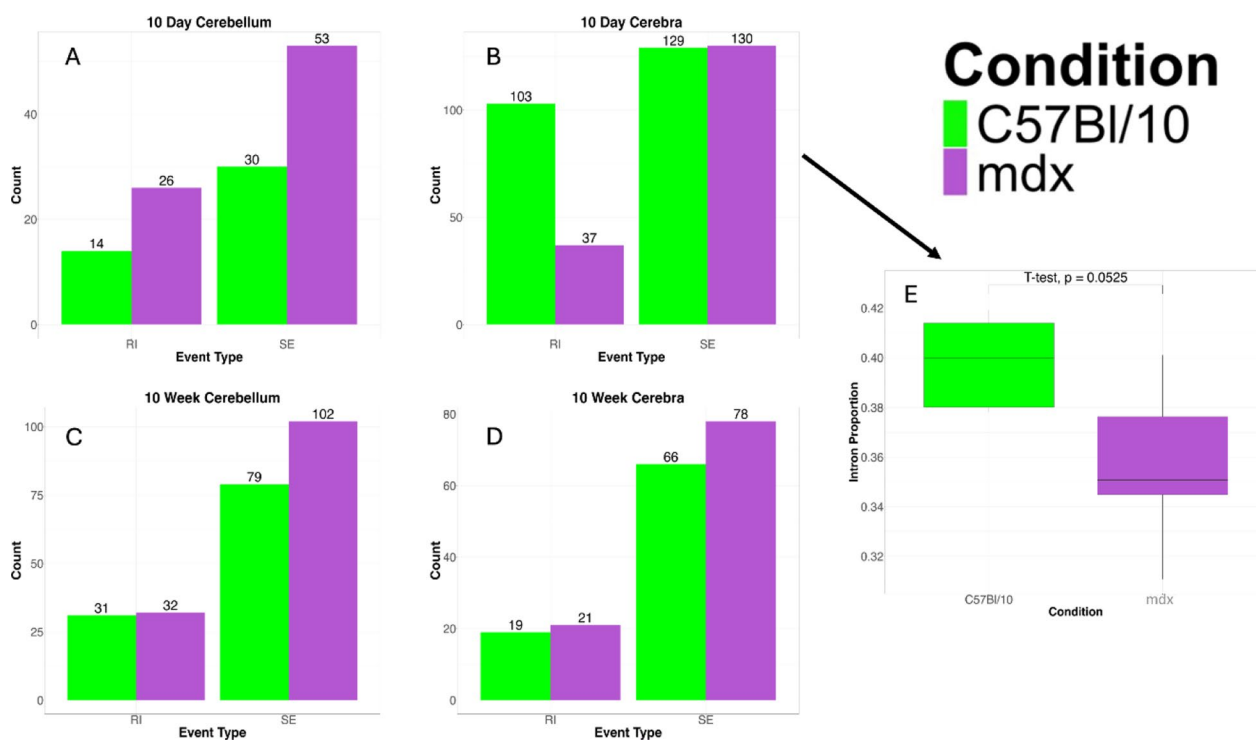 10 Day Cerebellum
A
Count
40
20
0
14
26
30
53
RI
SE
Event Type
10 Day Cerebra
B
Count
100
50
0
103
37
129
130
RI
SE
Event Type
Condition
C57Bl/10
mdx
10 Week Cerebellum
C
Count
100
75
50
25
0
31
32
79
102
RI
SE
Event Type
10 Week Cerebra
D
Count
80
60
40
20
0
19
21
66
78
RI
SE
Event Type
E
T-test, p = 0.0525
Intron Proportion
0.42
0.40
0.38
0.36
0.34
0.32
C57Bl/10
mdx
Condition